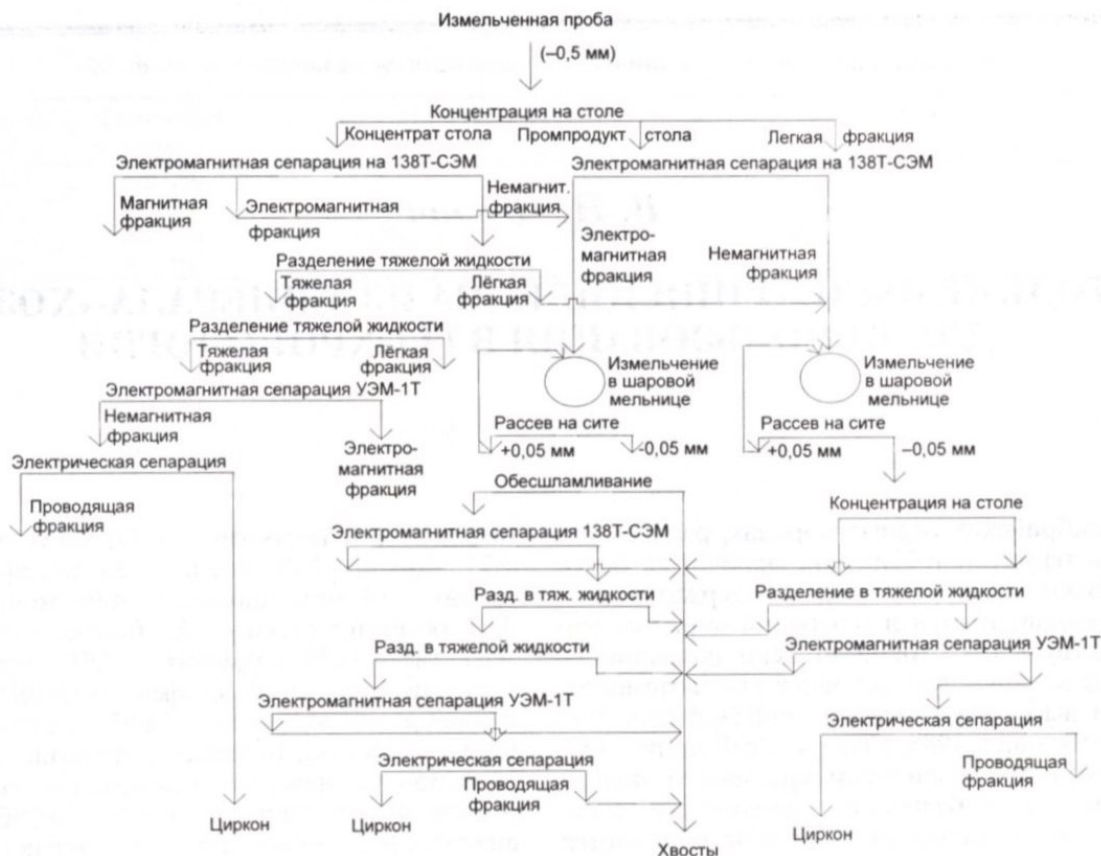 Измельченная проба
(–0,5 мм)
Концентрация на столе
Концентрат стола
Промпродукт стола
Легкая фракция
Электромагнитная сепарация на 138Т-СЭМ
Электромагнитная сепарация на 138Т-СЭМ
Магнитная
фракция
Электромагнитная
фракция
Немагнит.
фракция
Электро-
магнитная
фракция
Немагнитная
фракция
Разделение тяжелой жидкости
Тяжелая
фракция
Лёгкая
фракция
Разделение тяжелой жидкости
Тяжелая
фракция
Лёгкая
фракция
Измельчение
в шаровой
мельнице
Измельчение
в шаровой
мельнице
Электромагнитная сепарация УЭМ-1Т
Немагнитная
фракция
Электро-
магнитная
фракция
Рассев на сите
+0,05 мм
-0,05 мм
Рассев на сите
+0,05 мм
–0,05 мм
Электрическая сепарация
Проводящая
фракция
Обесшламливание
Концентрация на столе
Электромагнитная сепарация 138Т-СЭМ
Разд. в тяж. жидкости
Разделение в тяжелой жидкости
Разд. в тяжелой жидкости
Электромагнитная сепарация УЭМ-1Т
Электромагнитная сепарация УЭМ-1Т
Электрическая сепарация
Электрическая сепарация
Проводящая
фракция
Проводящая
фракция
Циркон
Циркон
Циркон
Хвосты